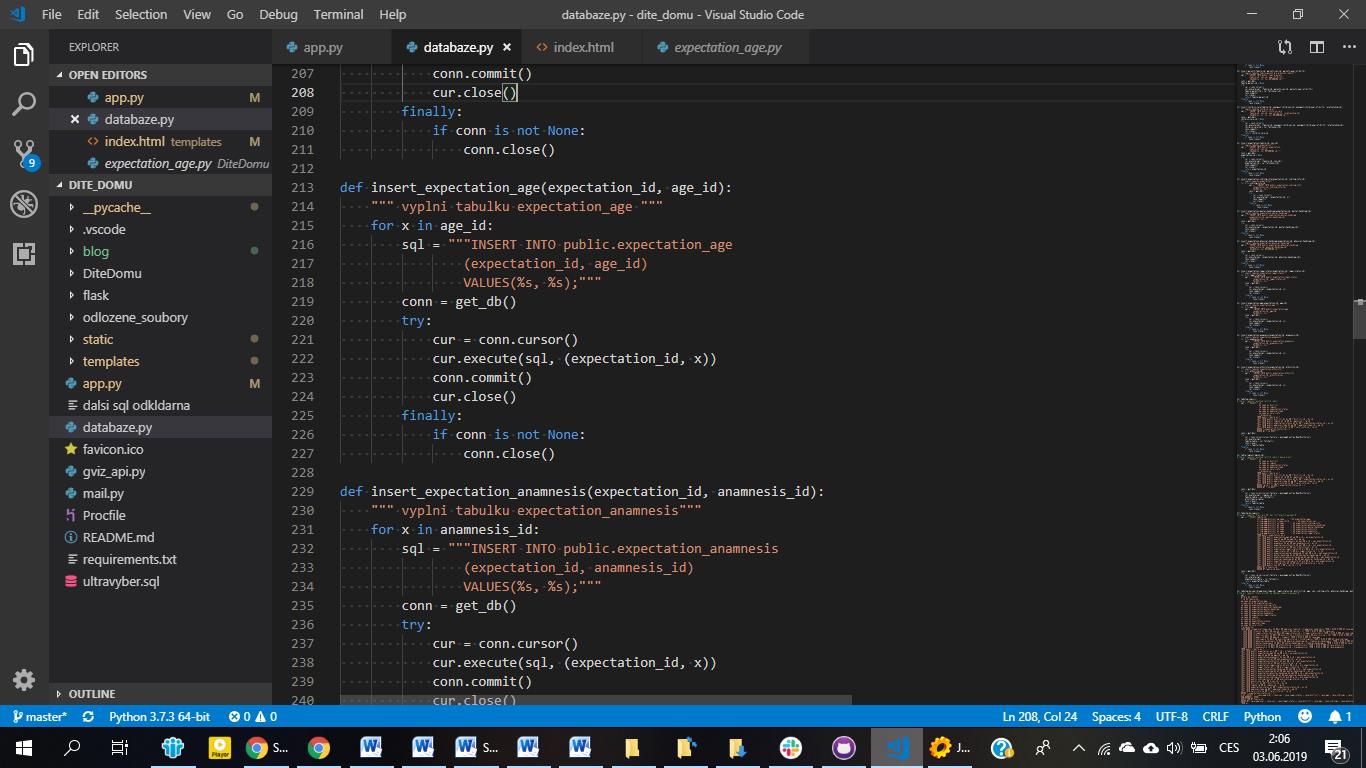 File Edit Selection View Go Debug Terminal Help
databaze.py - dite_domu - Visual Studio Code
EXPLORER
OPEN EDITORS
app.py M
databaze.py
index.html templates
expectation_age.py DiteDomu
9
DITE_DOMU
__pycache__
.vscode
blog
DiteDomu
flask
odlozene_soubory
static
templates
app.py M
dalsi sql odkldarna
databaze.py
favicon.ico
gviz_api.py
mail.py
Procfile
README.md
requirements.txt
ultravyber.sql
OUTLINE
app.py databaze.py index.html expectation_age.py
207 conn.commit()
208 cur.close()
209 finally:
210 if conn is not None:
211 conn.close()
212
213 def insert_expectation_age(expectation_id, age_id):
214 """ vyplni tabulku expectation_age """
215 for x in age_id:
216 sql = """INSERT INTO public.expectation_age
217 (expectation_id, age_id)
218 VALUES(%s, %s);"""
219 conn = get_db()
220 try:
221 cur = conn.cursor()
222 cur.execute(sql, (expectation_id, x))
223 conn.commit()
224 cur.close()
225 finally:
226 if conn is not None:
227 conn.close()
228
229 def insert_expectation_anamnesis(expectation_id, anamnesis_id):
230 """ vyplni tabulku expectation_anamnesis"""
231 for x in anamnesis_id:
232 sql = """INSERT INTO public.expectation_anamnesis
233 (expectation_id, anamnesis_id)
234 VALUES(%s, %s);"""
235 conn = get_db()
236 try:
237 cur = conn.cursor()
238 cur.execute(sql, (expectation_id, x))
239 conn.commit()
240 cur.close()
master* Python 3.7.3 64-bit 0 0 Ln 208, Col 24 Spaces: 4 UTF-8 CRLF Python 1
Player S... S... J... CES 2:06
03.06.2019 21